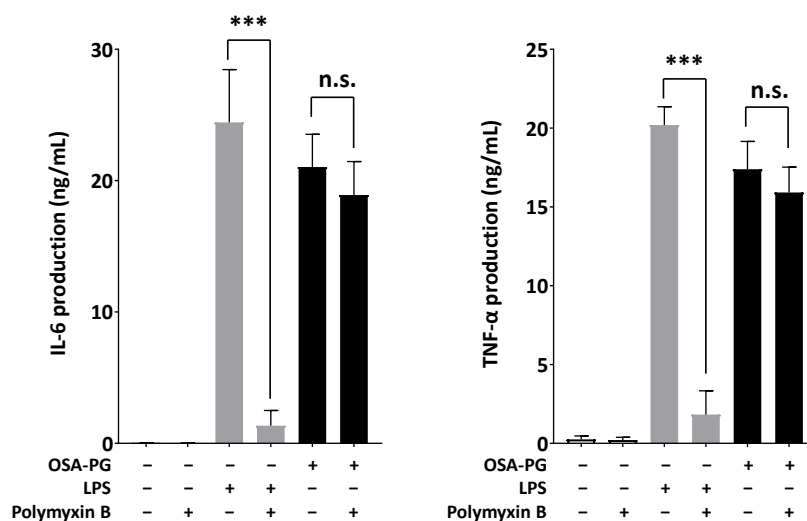 ***
n.s.
30
20
10
0
IL-6 production (ng/mL)
OSA-PG – – – – + +
LPS – – + + – –
Polymyxin B – + – + – +
***
n.s.
25
20
15
10
5
0
TNF-α production (ng/mL)
OSA-PG – – – – + +
LPS – – + + – –
Polymyxin B – + – + – +